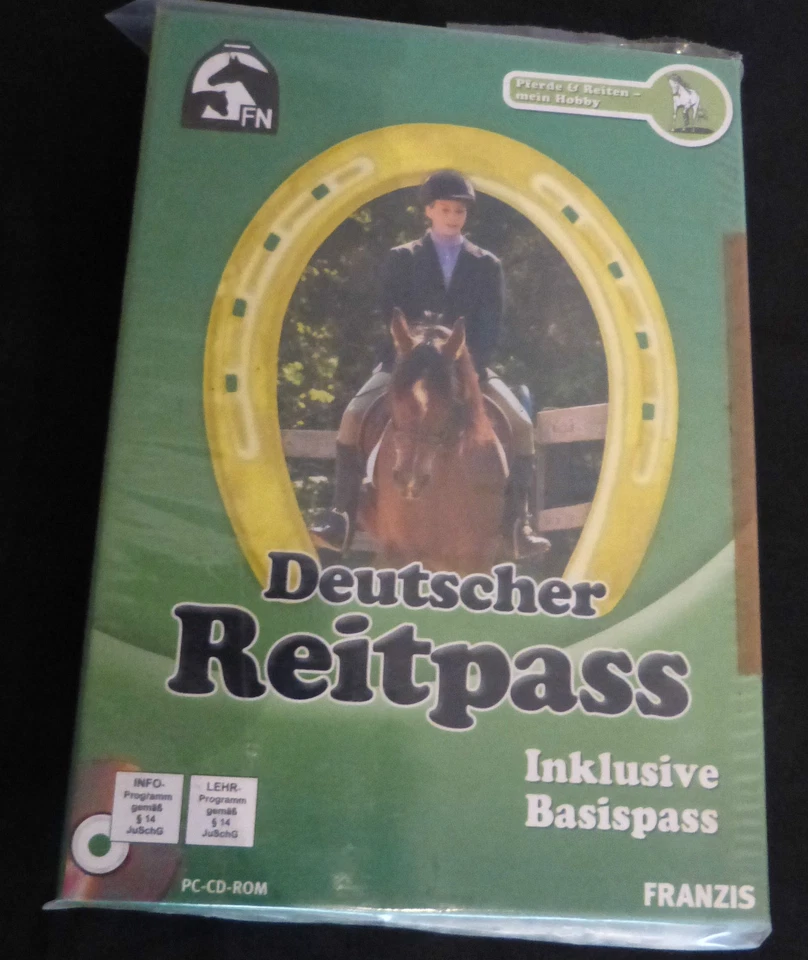 FN
Pferde & Reiten –
mein Hobby
Deutscher
Reitpass
Inklusive
Basispass
INFO-
Programm
gemäß
§ 14
JuSchG
LEHR-
Programm
gemäß
§ 14
JuSchG
PC-CD-ROM
FRANZIS